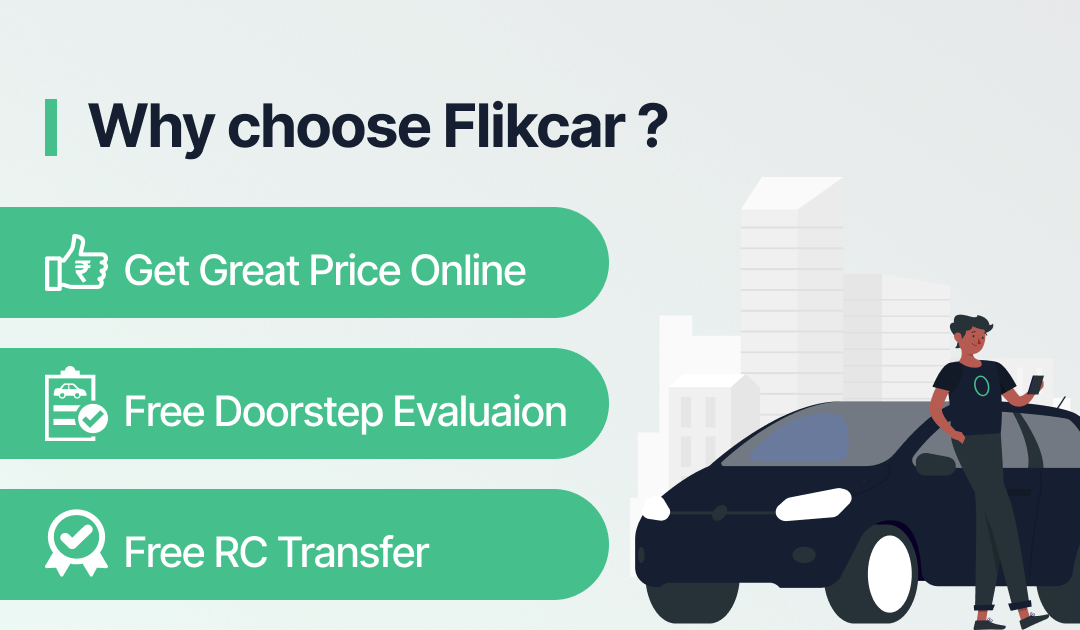 Why choose Flikcar ?
₹
Get Great Price Online
Free Doorstep Evaluaion
Free RC Transfer